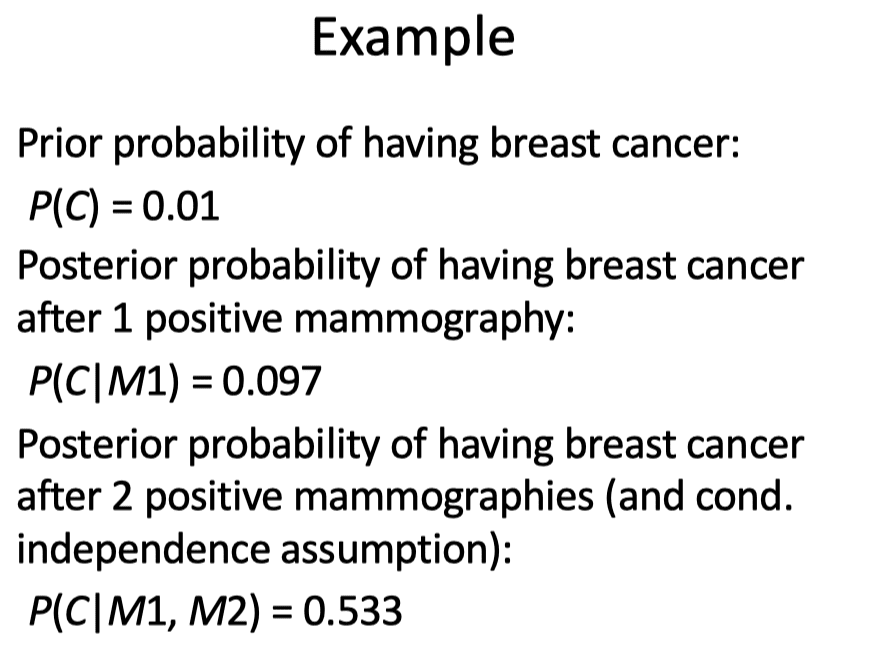 Example
Prior probability of having breast cancer:
P(C) = 0.01
Posterior probability of having breast cancer
after 1 positive mammography:
P(C|M1) = 0.097
Posterior probability of having breast cancer
after 2 positive mammographies (and cond.
independence assumption):
P(C|M1, M2) = 0.533